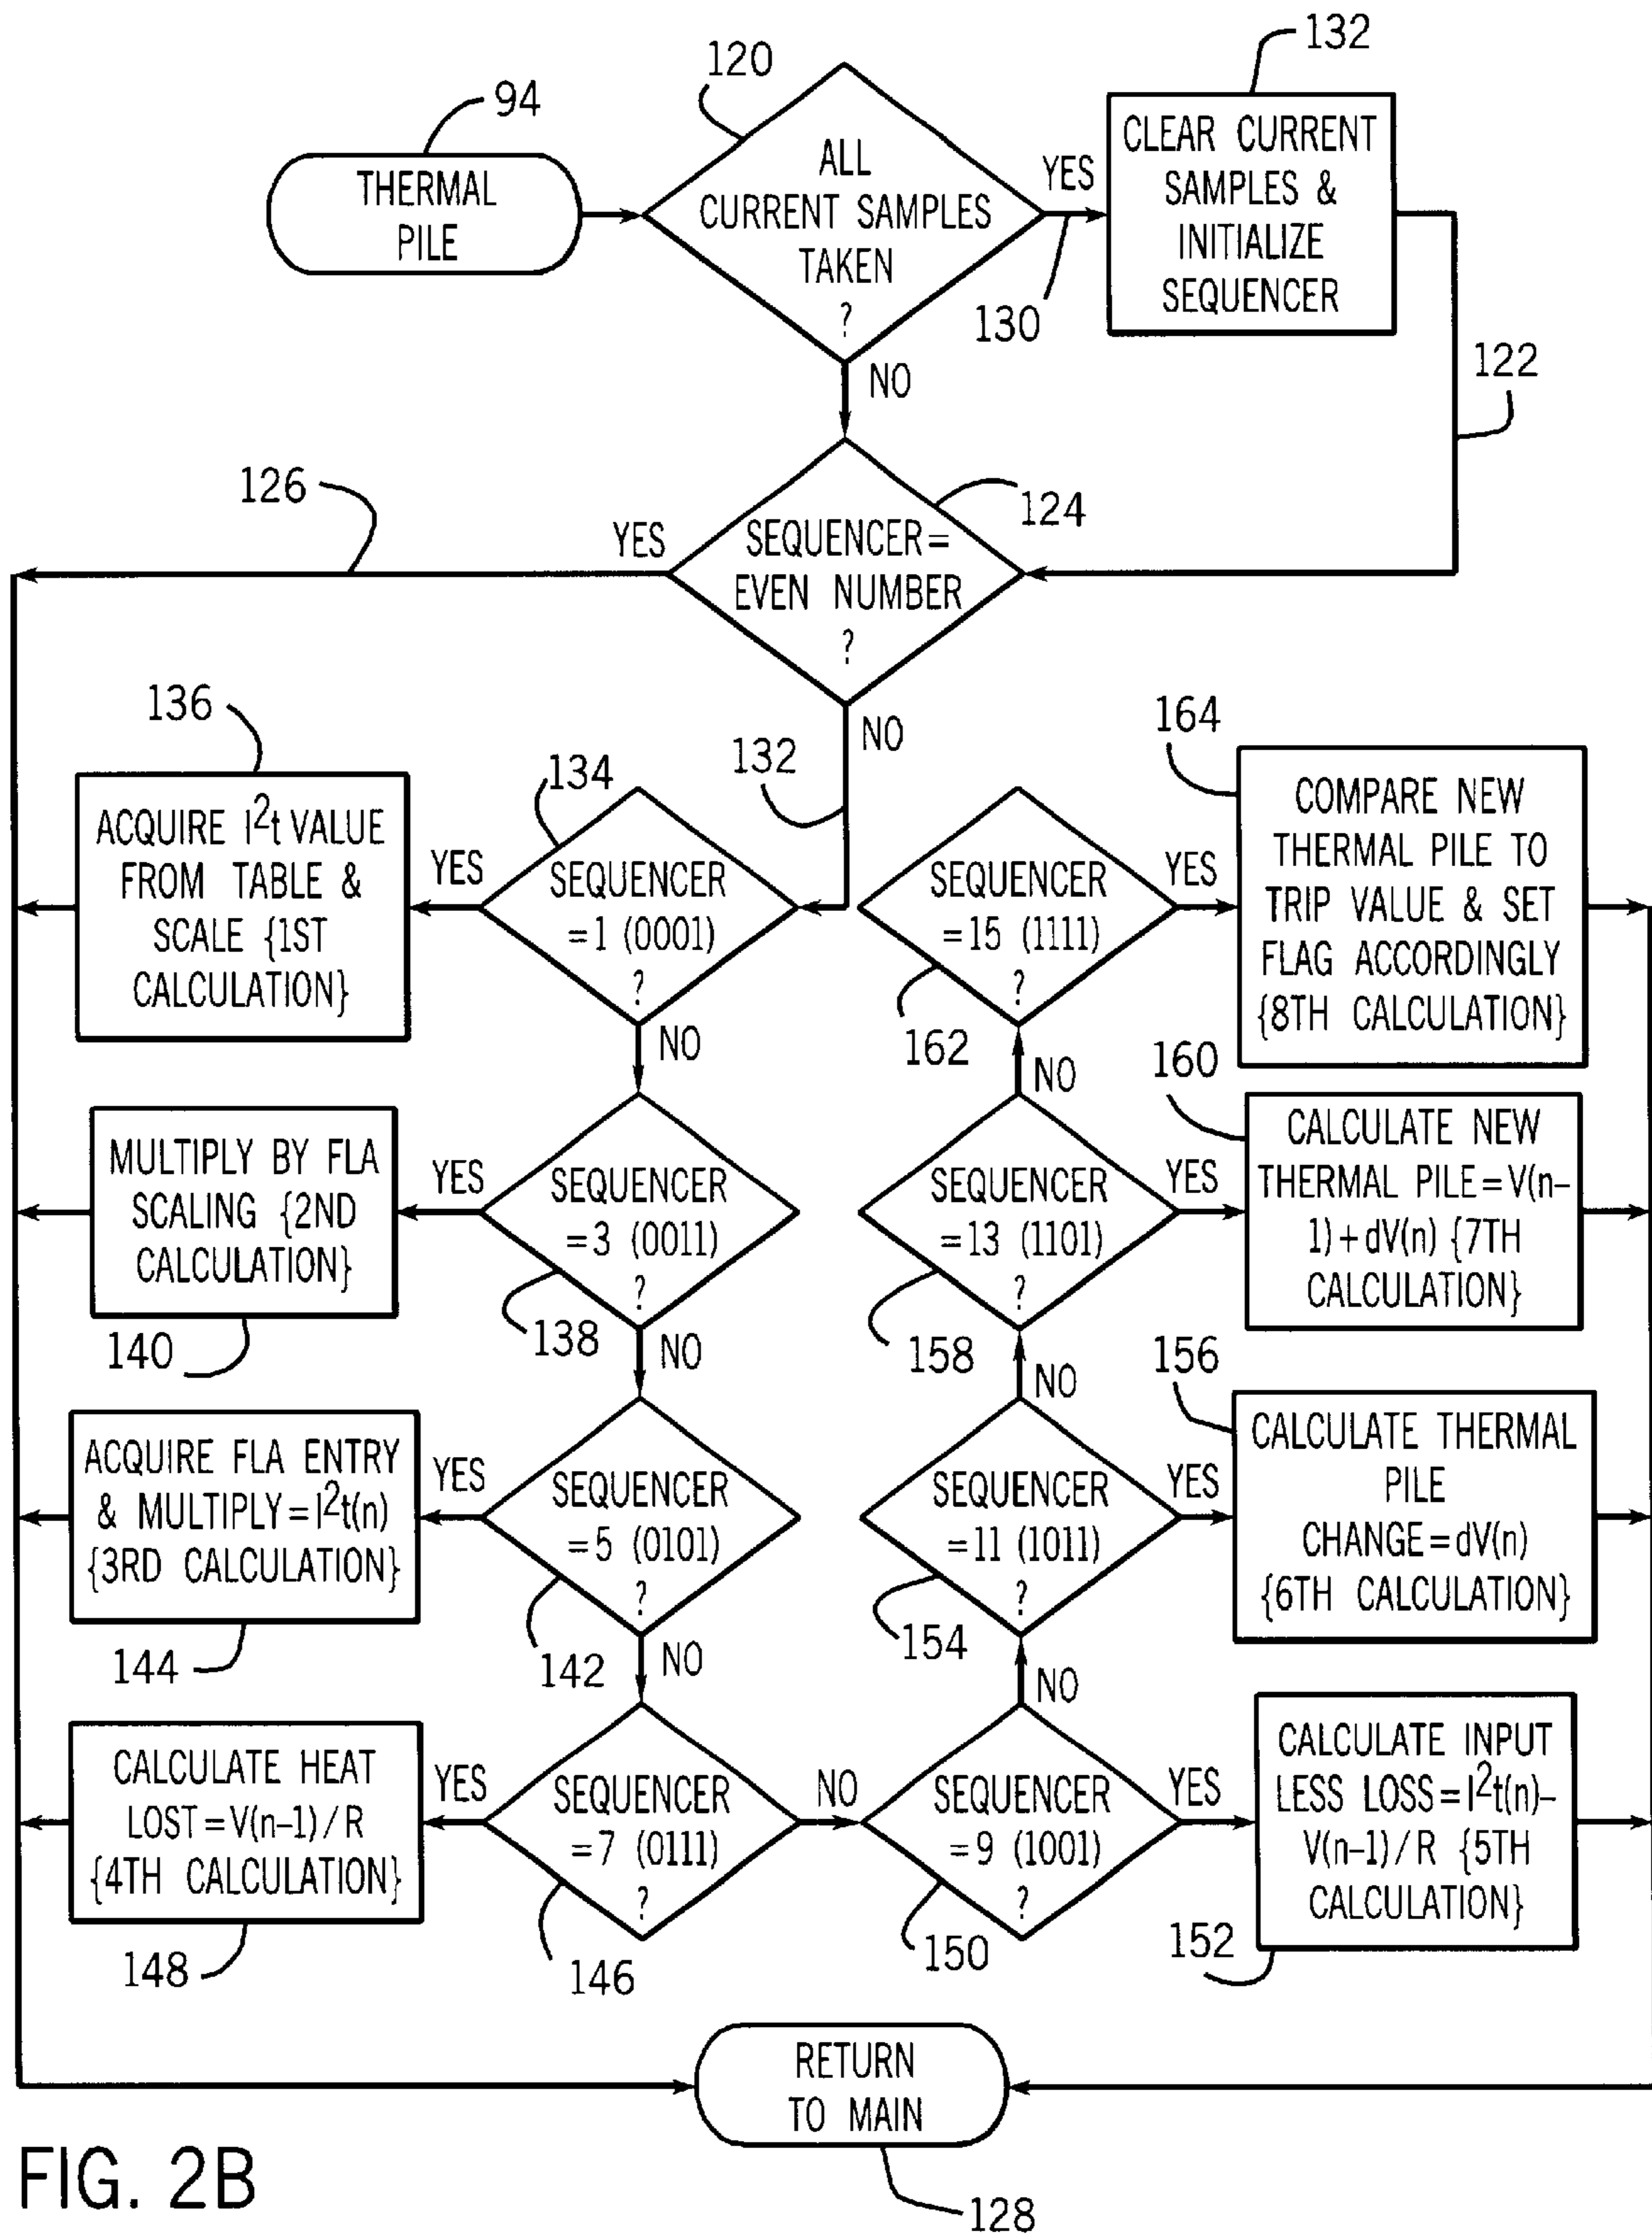 132
120
94
CLEAR CURRENT
SAMPLES &
INITIALIZE
SEQUENCER
ALL
CURRENT SAMPLES
TAKEN
?
YES
THERMAL
PILE
130
NO
122
126
124
YES
SEQUENCER=
EVEN NUMBER
?
NO
132
136
134
ACQUIRE I²t VALUE
FROM TABLE &
SCALE {1ST
CALCULATION}
YES
SEQUENCER
=1 (0001)
?
NO
164
SEQUENCER
=15 (1111)
?
YES
COMPARE NEW
THERMAL PILE TO
TRIP VALUE & SET
FLAG ACCORDINGLY
{8TH CALCULATION}
162
NO
160
MULTIPLY BY FLA
SCALING {2ND
CALCULATION}
YES
SEQUENCER
=3 (0011)
?
140
138
NO
SEQUENCER
=13 (1101)
?
YES
CALCULATE NEW
THERMAL PILE=V(n–
1)+dV(n) {7TH
CALCULATION}
158
NO
156
ACQUIRE FLA ENTRY
& MULTIPLY=I²t(n)
{3RD CALCULATION}
YES
SEQUENCER
=5 (0101)
?
144
142
NO
SEQUENCER
=11 (1011)
?
YES
CALCULATE THERMAL
PILE
CHANGE=dV(n)
{6TH CALCULATION}
154
NO
CALCULATE HEAT
LOST=V(n–1)/R
{4TH CALCULATION}
YES
SEQUENCER
=7 (0111)
?
NO
148
146
SEQUENCER
=9 (1001)
?
YES
CALCULATE INPUT
LESS LOSS=I²t(n)–
V(n–1)/R {5TH
CALCULATION}
150
152
RETURN
TO MAIN
128
FIG. 2B